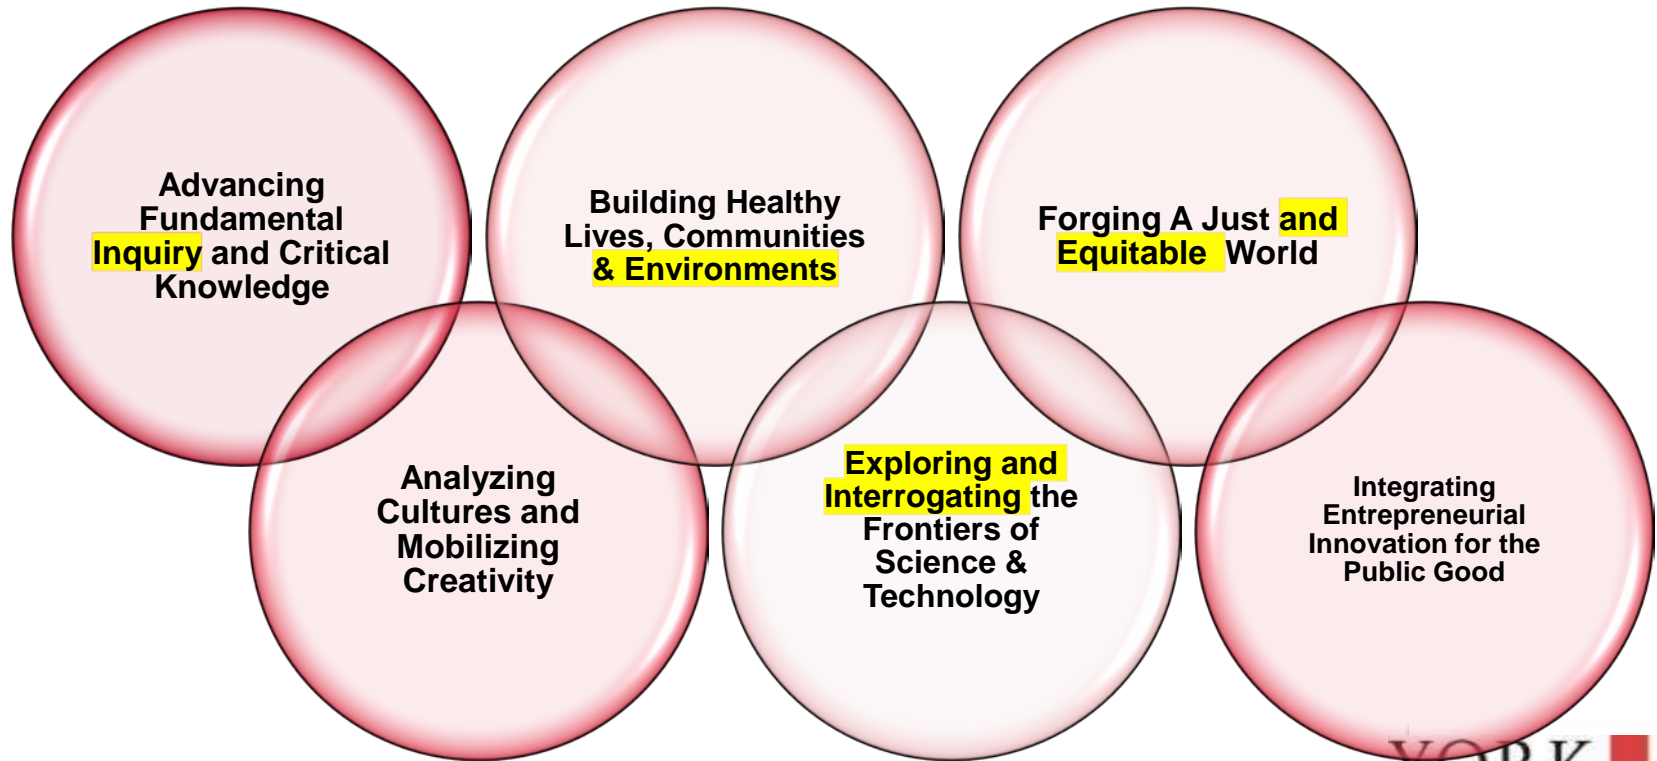 Advancing
Fundamental
Inquiry and Critical
Knowledge
Building Healthy
Lives, Communities
& Environments
Forging A Just and
Equitable World
Analyzing
Cultures and
Mobilizing
Creativity
Exploring and
Interrogating the
Frontiers of
Science &
Technology
Integrating
Entrepreneurial
Innovation for the
Public Good
YORK